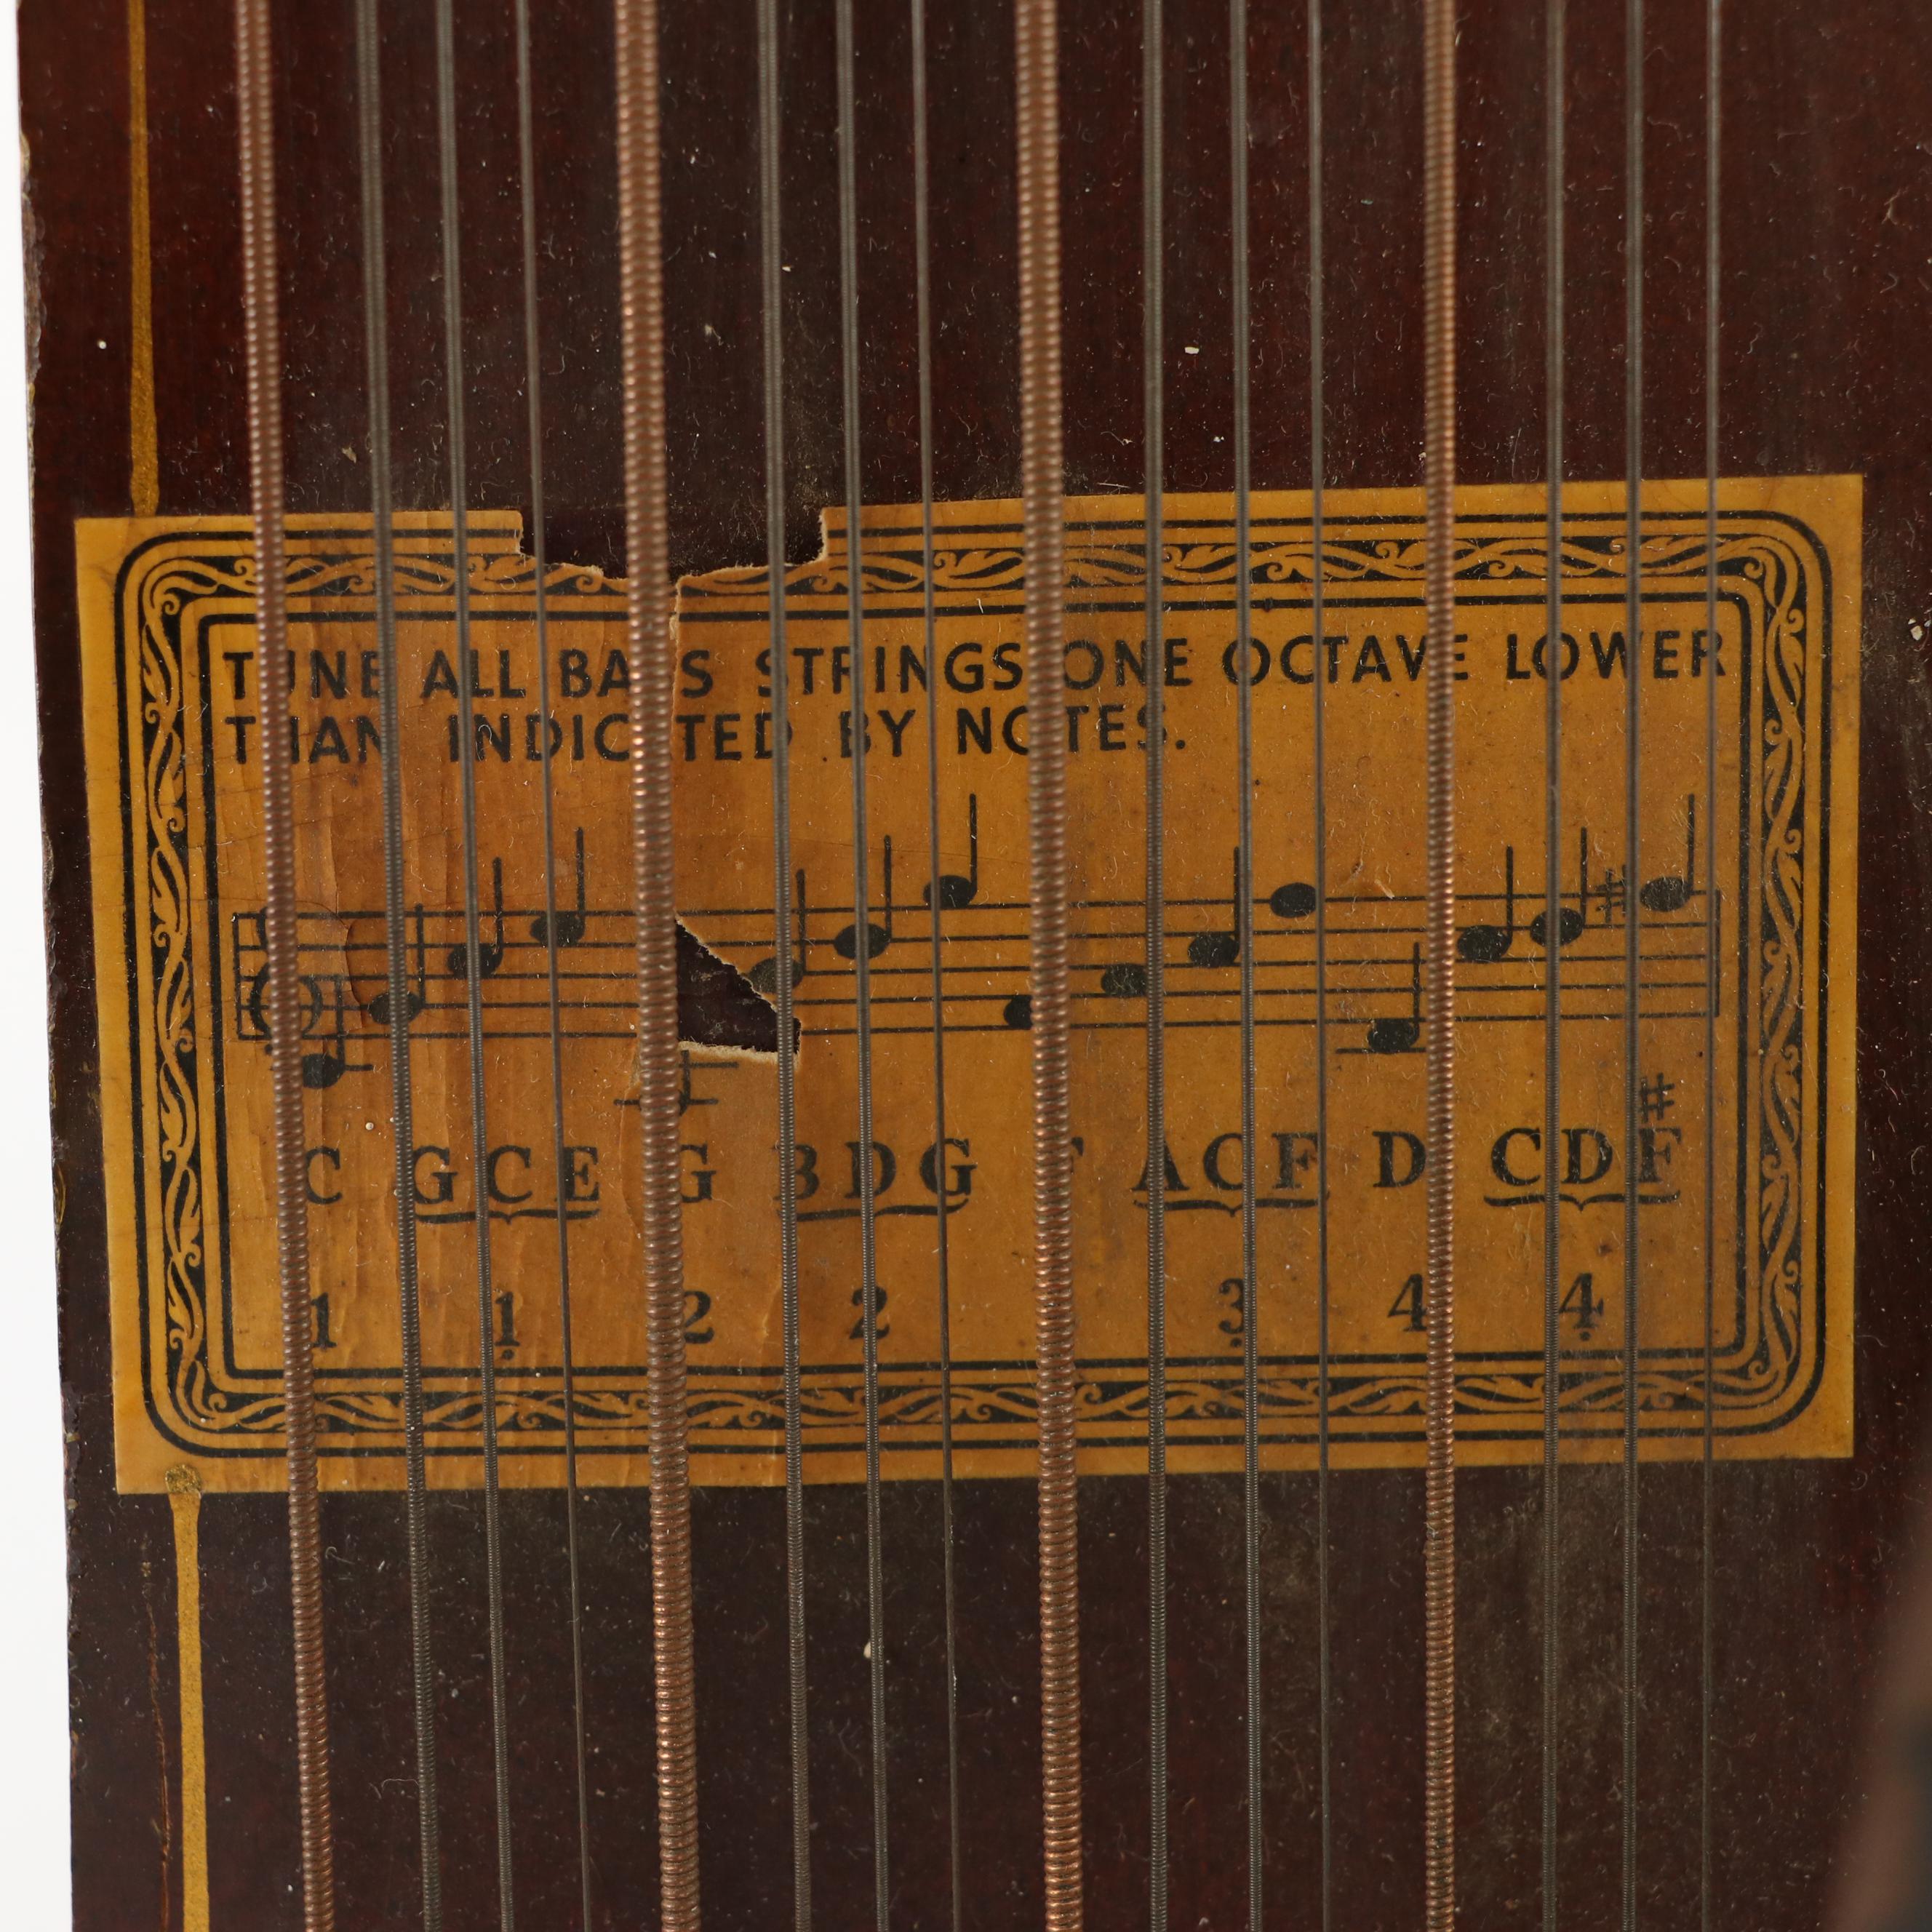 TUNE ALL BASS STRINGS ONE OCTAVE LOWER
THAN INDICATED BY NOTES.
#
C GCE G BDG F ACF D CDF#
1 1 2 2 3 4 4